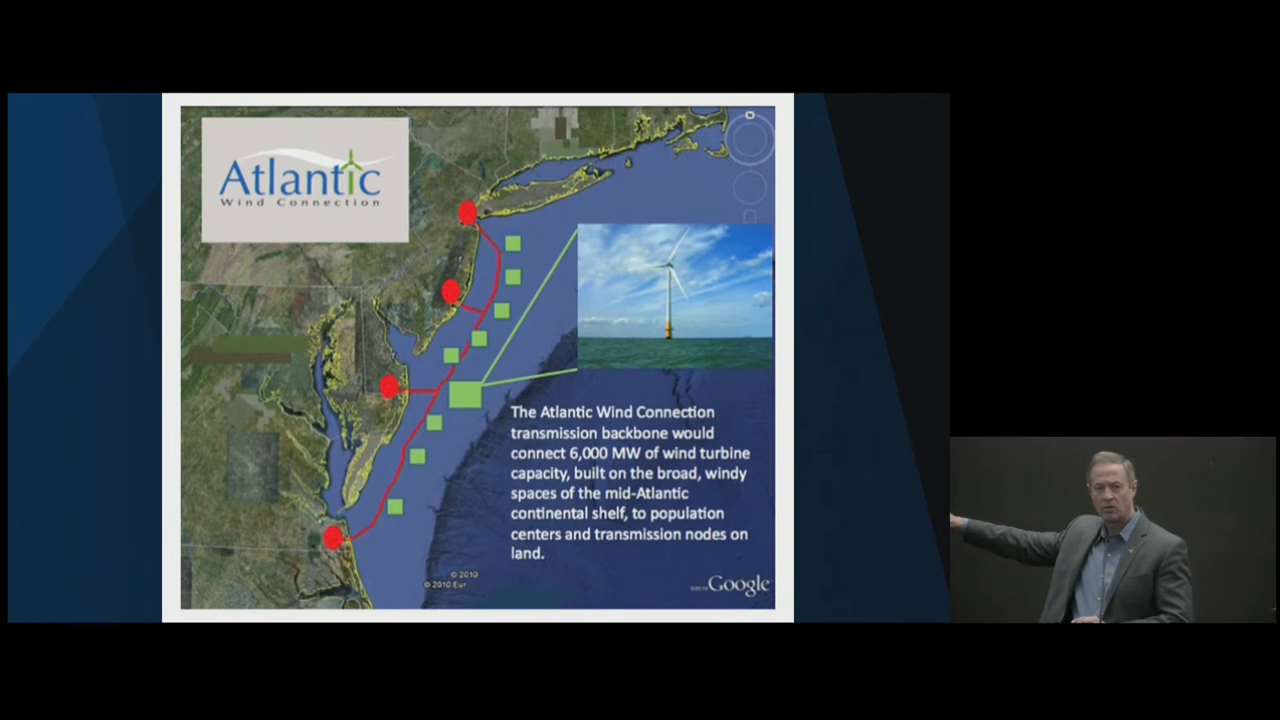 Atlantic
Wind Connection
N
The Atlantic Wind Connection
transmission backbone would
connect 6,000 MW of wind turbine
capacity, built on the broad, windy
spaces of the mid-Atlantic
continental shelf, to population
centers and transmission nodes on
land.
© 2010
© 2010 Eur
Google